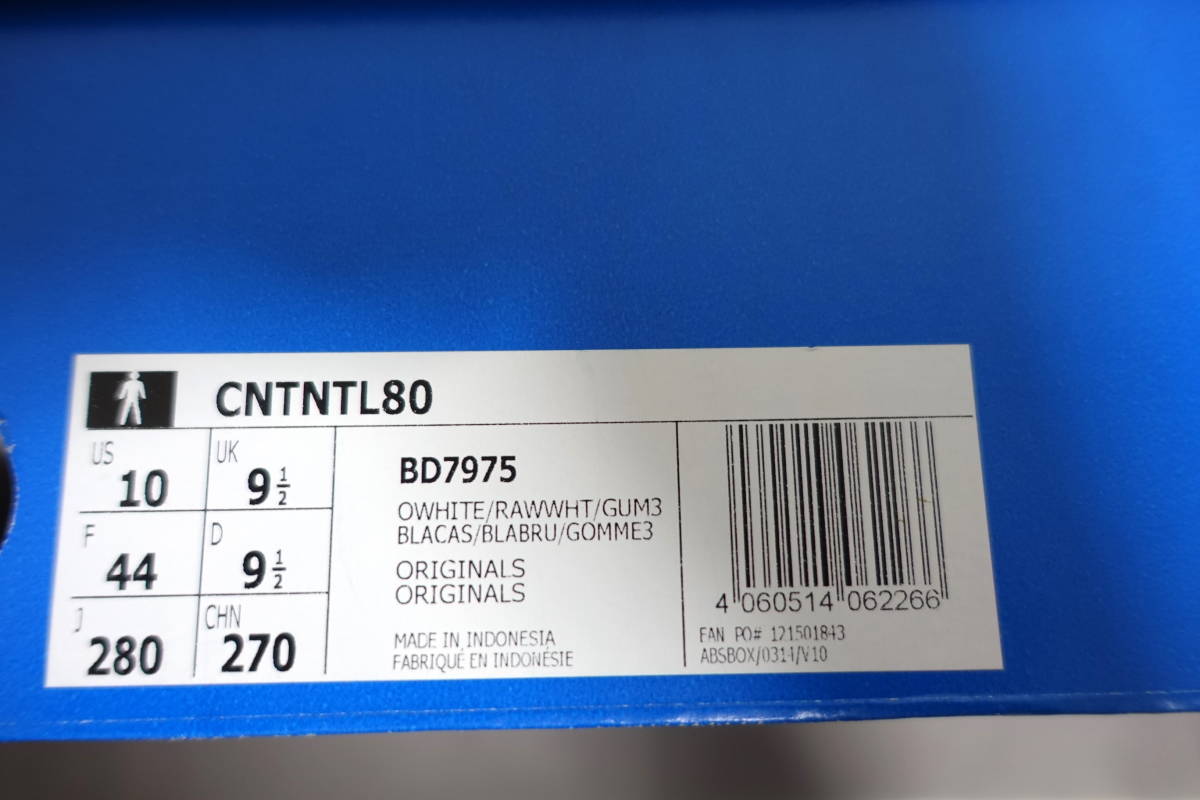 CNTNTL80
US 10 UK 9 1/2
F 44 D 9 1/2
J 280 CHN 270
BD7975
OWHITE/RAWWHT/GUM3
BLACAS/BLABRU/GOMME3
ORIGINALS
ORIGINALS
MADE IN INDONESIA
FABRIQUÉ EN INDONÉSIE
4 060514 062266
FAN PO# 121501843
ABSBOX/0314/V10